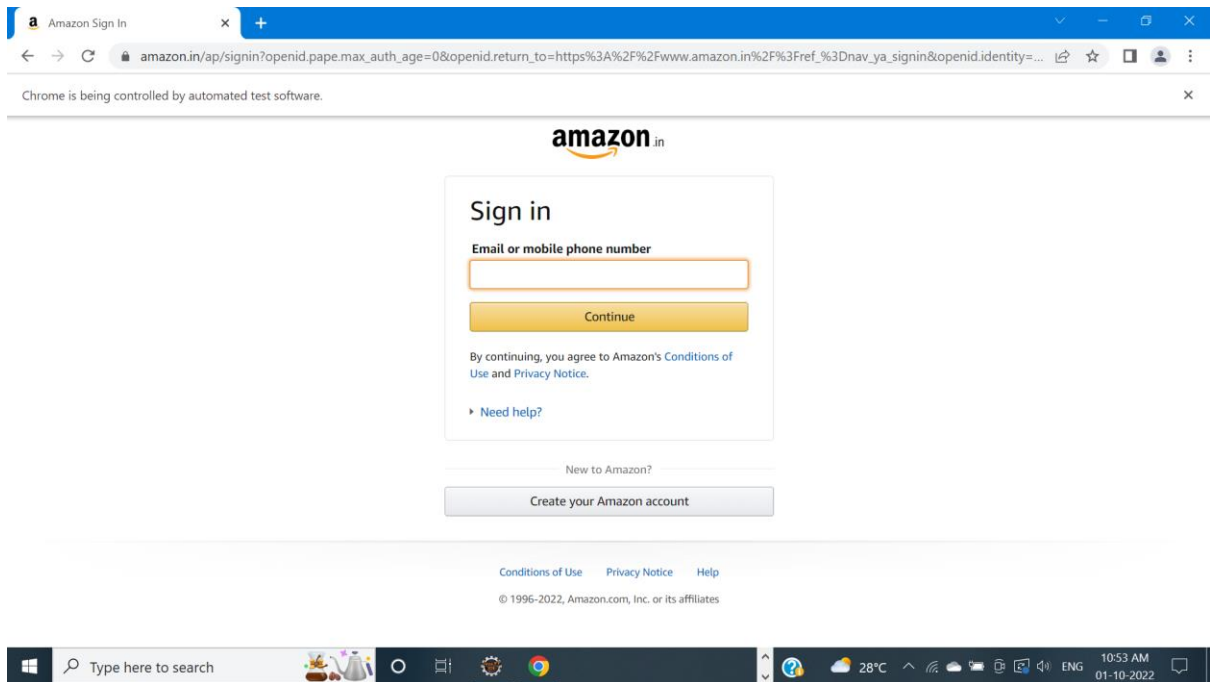 Amazon Sign In
amazon.in/ap/signin?openid.pape.max_auth_age=0&openid.return_to=https%3A%2F%2Fwww.amazon.in%2F%3Fref_%3Dnav_ya_signin&openid.identity=...
Chrome is being controlled by automated test software.
amazon.in
Sign in
Email or mobile phone number
Continue
By continuing, you agree to Amazon's Conditions of
Use and Privacy Notice.
Need help?
New to Amazon?
Create your Amazon account
Conditions of Use Privacy Notice Help
© 1996-2022, Amazon.com, Inc. or its affiliates
Type here to search
28°C
ENG
10:53 AM
01-10-2022